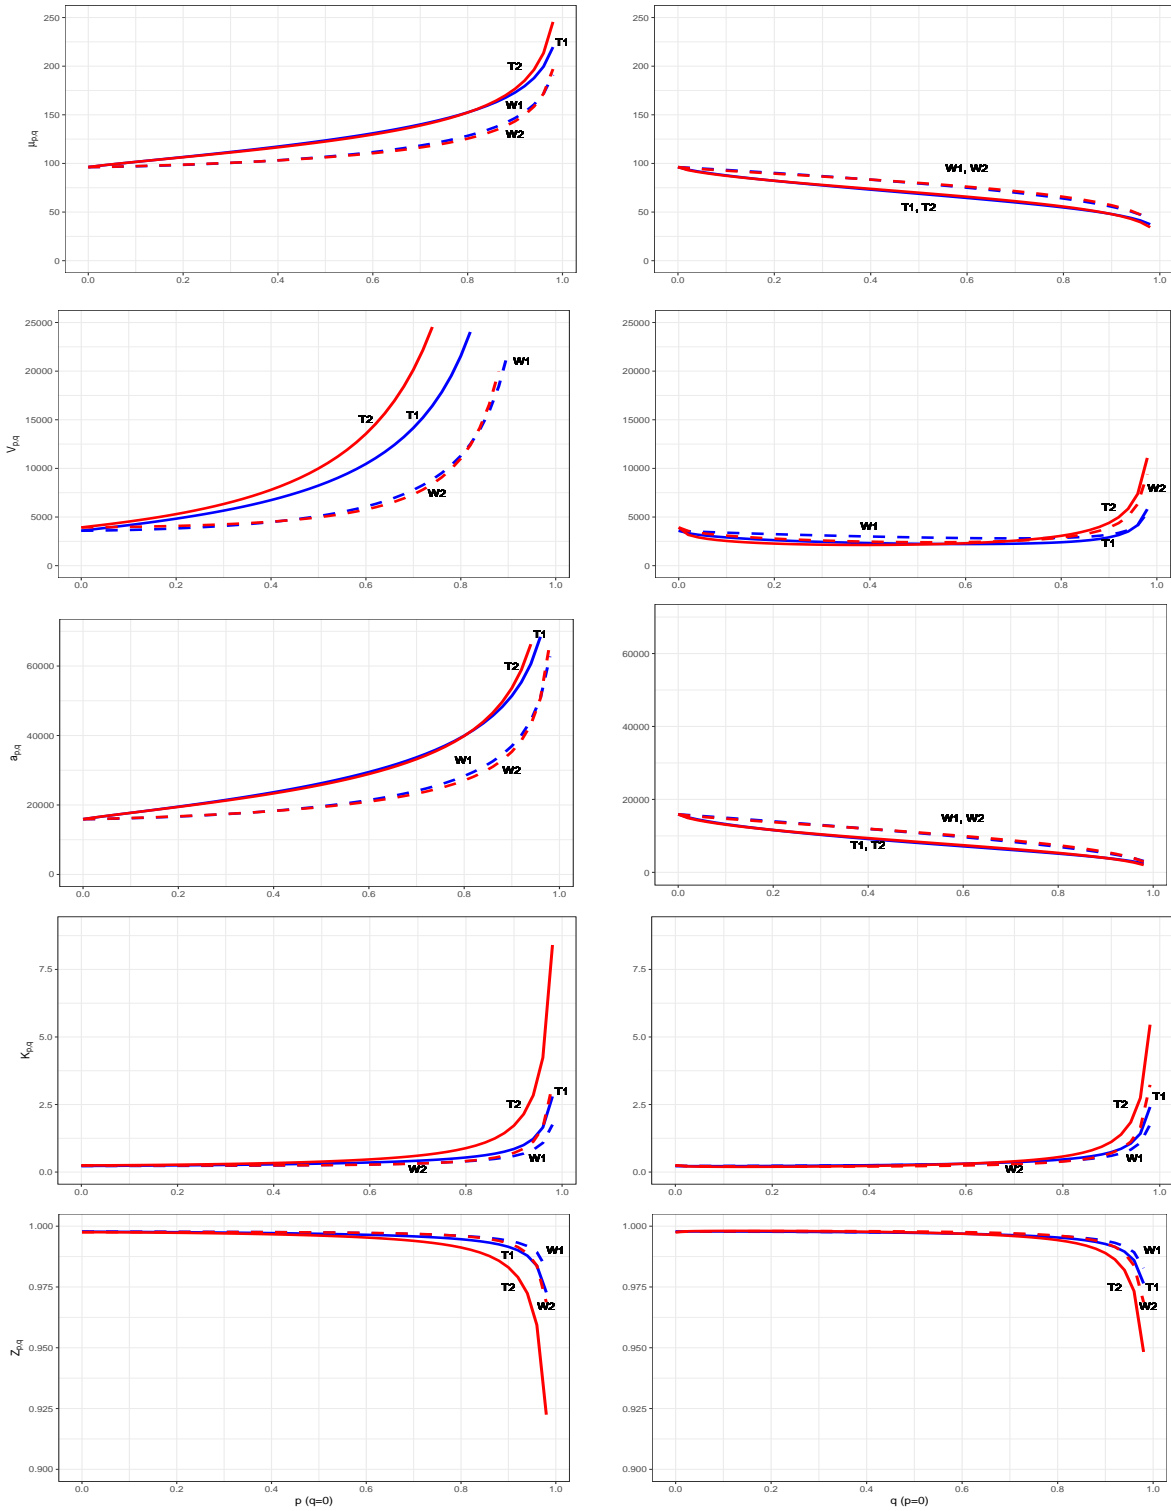 250
200
150
100
50
0
μp,q
T1
T2
W1
W2
0.0 0.2 0.4 0.6 0.8 1.0
250
200
150
100
50
0
W1, W2
T1, T2
0.0 0.2 0.4 0.6 0.8 1.0
25000
20000
15000
10000
5000
0
Vp,q
W1
T2
T1
W2
0.0 0.2 0.4 0.6 0.8 1.0
25000
20000
15000
10000
5000
0
W2
T2
W1
T1
0.0 0.2 0.4 0.6 0.8 1.0
60000
40000
20000
0
ap,q
T1
T2
W1
W2
0.0 0.2 0.4 0.6 0.8 1.0
60000
40000
20000
0
W1, W2
T1, T2
0.0 0.2 0.4 0.6 0.8 1.0
7.5
5.0
2.5
0.0
Kp,q
T1
T2
W1
W2
0.0 0.2 0.4 0.6 0.8 1.0
7.5
5.0
2.5
0.0
T1
T2
W1
W2
0.0 0.2 0.4 0.6 0.8 1.0
1.000
0.975
0.950
0.925
0.900
Zp,q
W1
T1
T2
W2
0.0 0.2 0.4 0.6 0.8 1.0
p (q=0)
1.000
0.975
0.950
0.925
0.900
W1
T2
T1
W2
0.0 0.2 0.4 0.6 0.8 1.0
q (p=0)